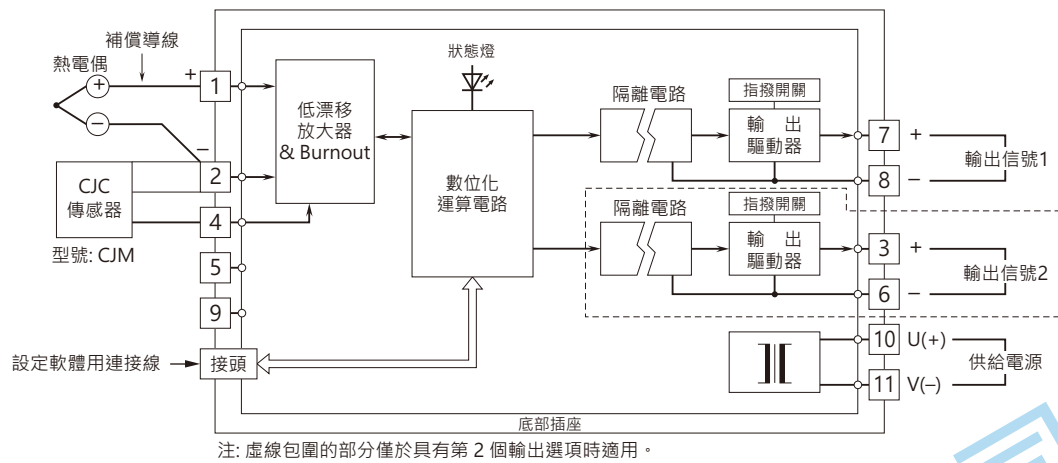 補償導線
熱電偶
+
−
+
1
−
2
CJC
傳感器
4
型號: CJM
5
9
設定軟體用連接線
接頭
低漂移
放大器
& Burnout
狀態燈
數位化
運算電路
隔離電路
指撥開關
輸 出
驅動器
7
+
8
−
輸出信號1
隔離電路
指撥開關
輸 出
驅動器
3
+
6
−
輸出信號2
10
U(+)
11
V(−)
供給電源
底部插座
注: 虛線包圍的部分僅於具有第 2 個輸出選項時適用。